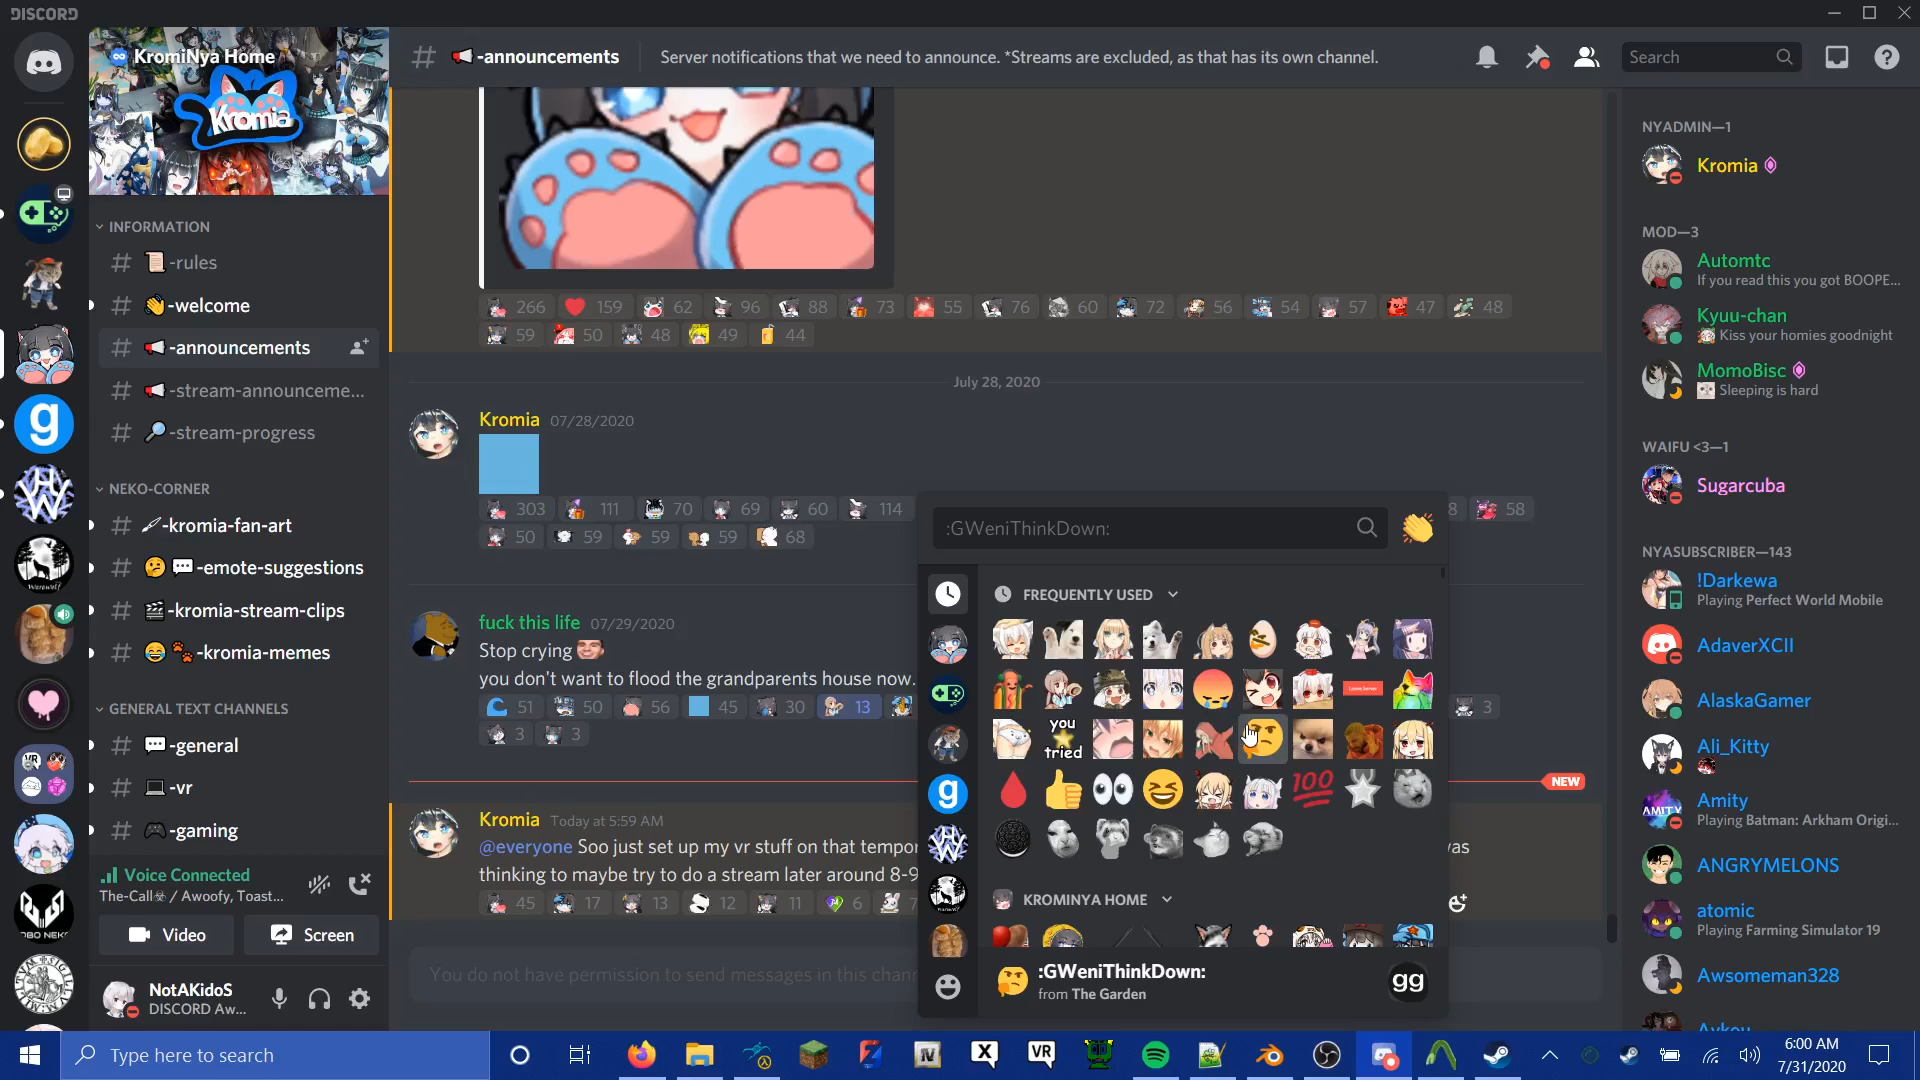 DISCORD
KromiNya Home
Kromia
INFORMATION
-rules
-welcome
-announcements
-stream-announceme...
-stream-progress
NEKO-CORNER
-kromia-fan-art
-emote-suggestions
-kromia-stream-clips
-kromia-memes
GENERAL TEXT CHANNELS
-general
-vr
-gaming
Voice Connected
The-Call☣ / Awoofy, Toast...
Video
Screen
NotAKidoS
DISCORD Aw...
-announcements
Server notifications that we need to announce. *Streams are excluded, as that has its own channel.
Search
266 159 62 96 88 73 55 76 60 72 56 54 57 47 48
59 50 48 49 44
July 28, 2020
Kromia 07/28/2020
303 111 70 69 60 114 8 58
50 59 59 59 68
fuck this life 07/29/2020
Stop crying
you don't want to flood the grandparents house now.
51 50 56 45 30 13 3
3 3
NEW
Kromia Today at 5:59 AM
@everyone Soo just set up my vr stuff on that tempor as
thinking to maybe try to do a stream later around 8-9
45 17 13 12 11 6 7
You do not have permission to send messages in this chann
:GWeniThinkDown:
FREQUENTLY USED
you
tried
100
KROMINYA HOME
:GWeniThinkDown:
from The Garden
gg
NYADMIN—1
Kromia
MOD—3
Automtc
If you read this you got BOOPE...
Kyuu-chan
Kiss your homies goodnight
MomoBisc
Sleeping is hard
WAIFU <3—1
Sugarcuba
NYASUBSCRIBER—143
!Darkewa
Playing Perfect World Mobile
AdaverXCII
AlaskaGamer
Ali_Kitty
Amity
Playing Batman: Arkham Origi...
ANGRYMELONS
atomic
Playing Farming Simulator 19
Awsomeman328
Type here to search
6:00 AM
7/31/2020